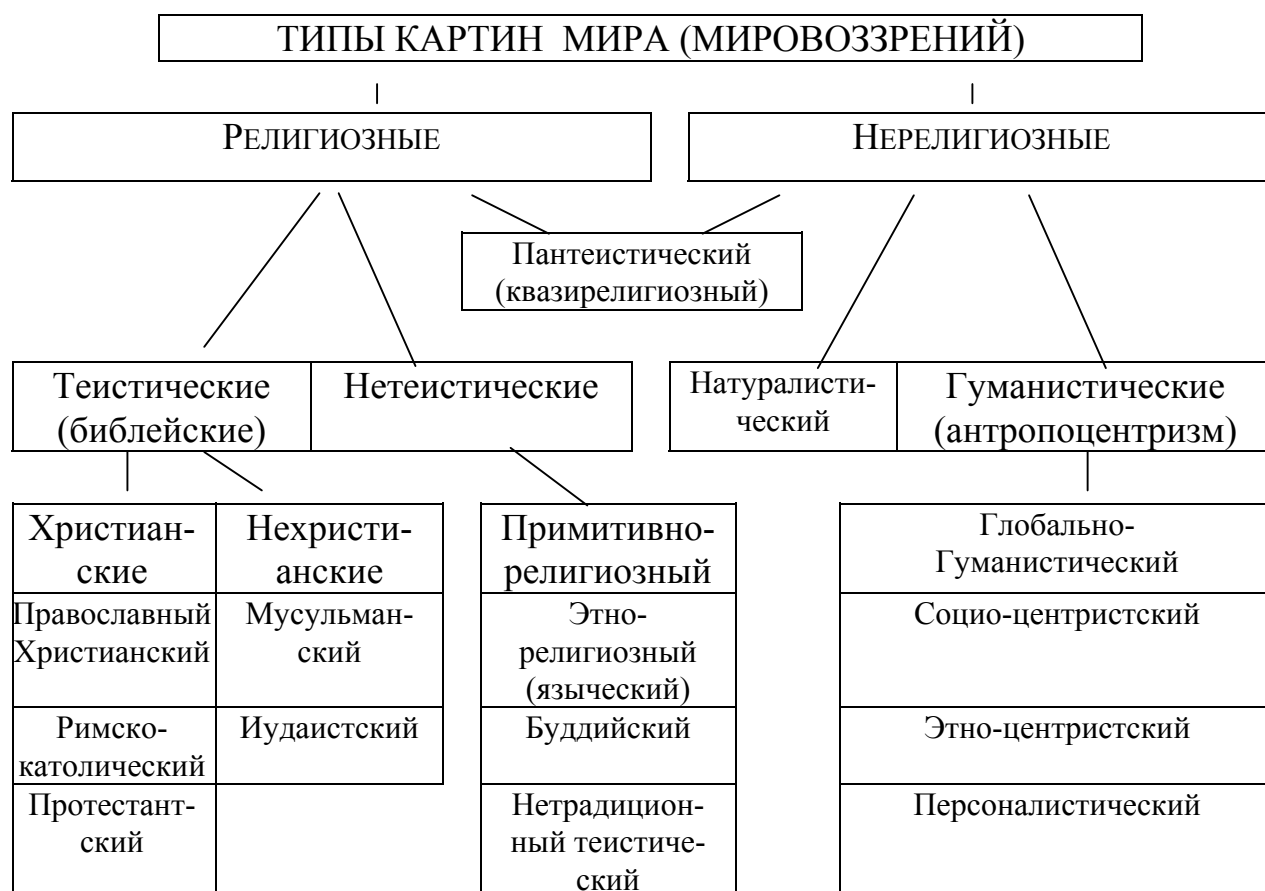 ТИПЫ КАРТИН МИРА (МИРОВОЗЗРЕНИЙ)
РЕЛИГИОЗНЫЕ
НЕРЕЛИГИОЗНЫЕ
Пантеистический
(квазирелигиозный)
Теистические
(библейские)
Нетеистические
Натуралисти-
ческий
Гуманистические
(антропоцентризм)
Христиан-
ские
Нехристи-
анские
Примитивно-
религиозный
Глобально-
Гуманистический
Православный
Христианский
Мусульман-
ский
Этно-
религиозный
(языческий)
Социо-центристский
Римско-
католический
Иудаистский
Буддийский
Этно-центристский
Протестант-
ский
Нетрадицион-
ный теистиче-
ский
Персоналистический